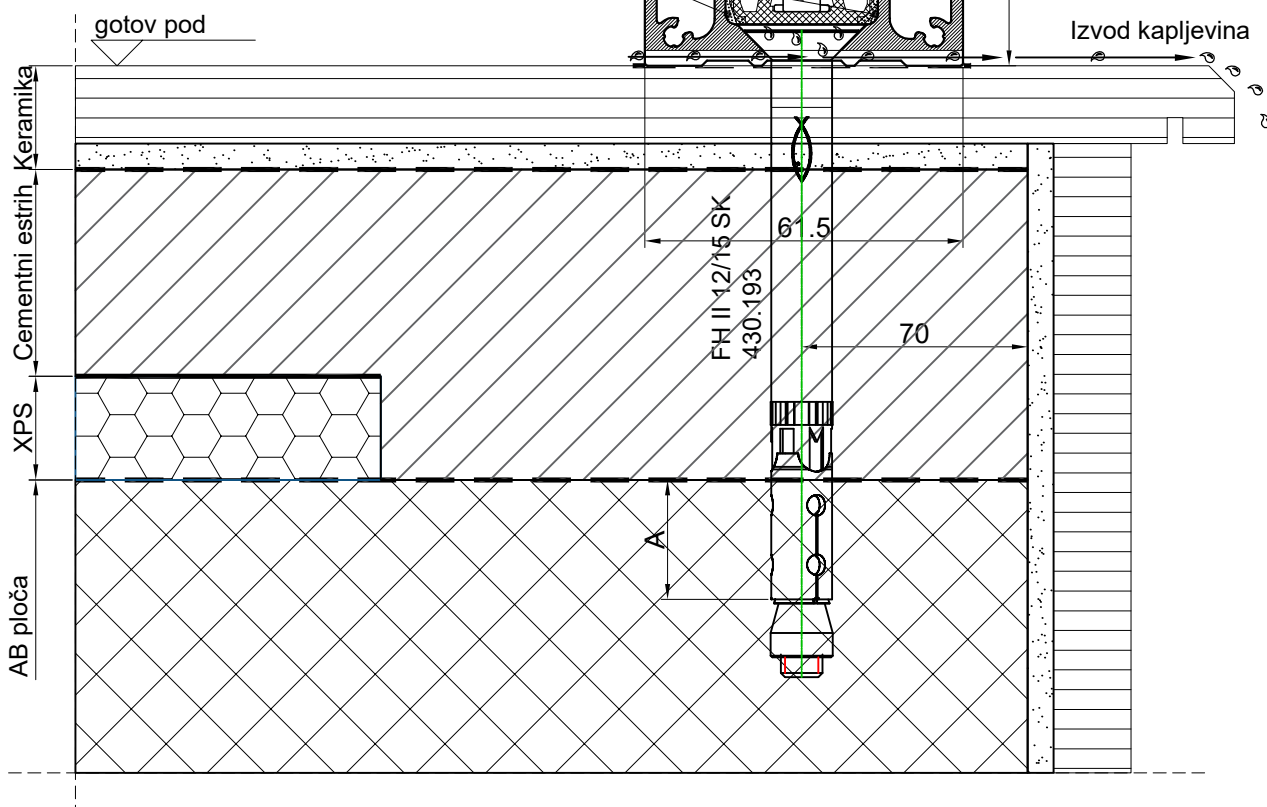 gotov pod
Izvod kapljevina
Keramika
Cementni estrih
XPS
AB ploča
61.5
FH II 12/15 SK
430.193
70
A